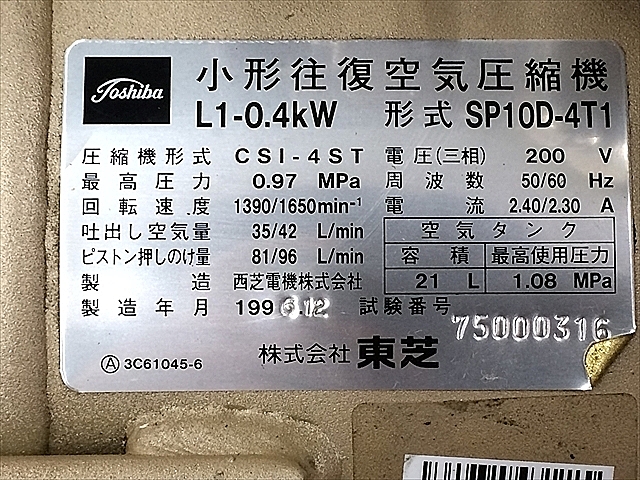 Toshiba 小形往復空気圧縮機
L1-0.4kW 形式 SP10D-4T1
圧縮機形式 CSI-4ST 電圧(三相) 200 V
最高圧力 0.97 MPa 周波数 50/60 Hz
回転速度 1390/1650min⁻¹ 電流 2.40/2.30 A
吐出し空気量 35/42 L/min 空気タンク
ピストン押しのけ量 81/96 L/min 容積 最高使用圧力
製造 西芝電機株式会社 21 L 1.08 MPa
製造年月 1996.12 試験番号 75000316
Ⓐ 3C61045-6 株式会社 東芝